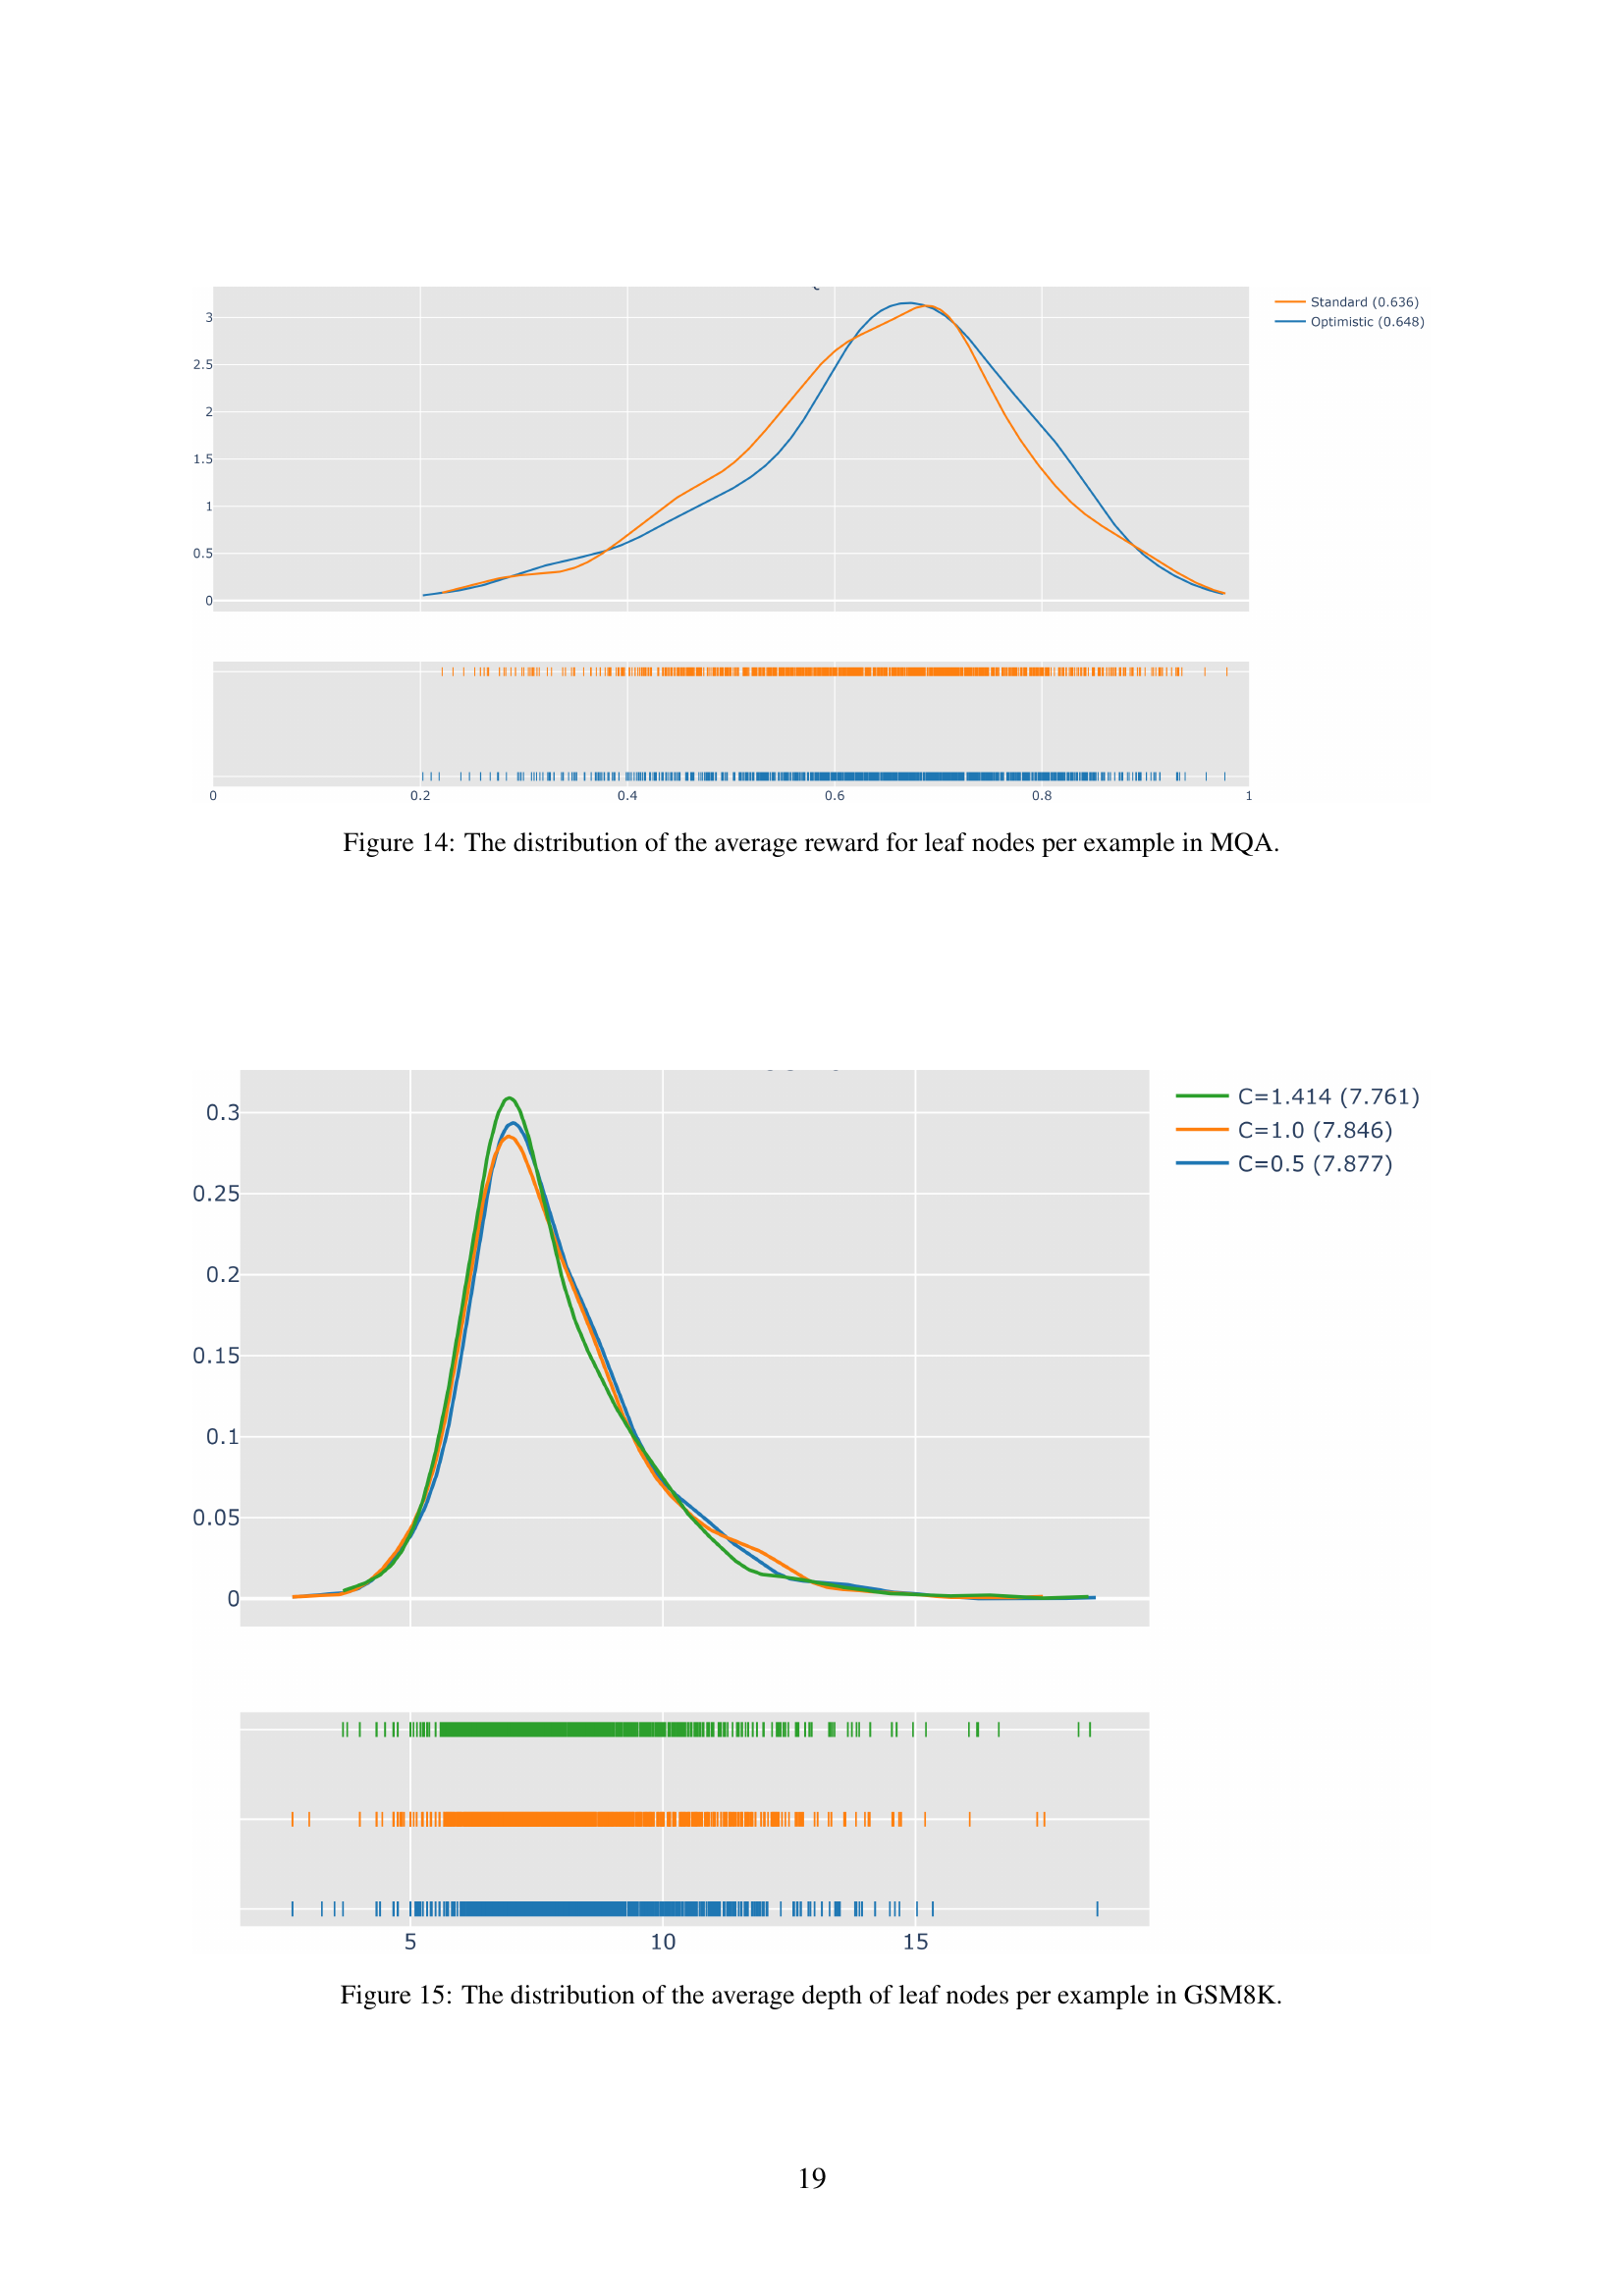 3
2.5
2
1.5
1
0.5
0
Standard (0.636)
Optimistic (0.648)
0 0.2 0.4 0.6 0.8 1
Figure 14: The distribution of the average reward for leaf nodes per example in MQA.
0.3
0.25
0.2
0.15
0.1
0.05
0
C=1.414 (7.761)
C=1.0 (7.846)
C=0.5 (7.877)
5 10 15
Figure 15: The distribution of the average depth of leaf nodes per example in GSM8K.
19